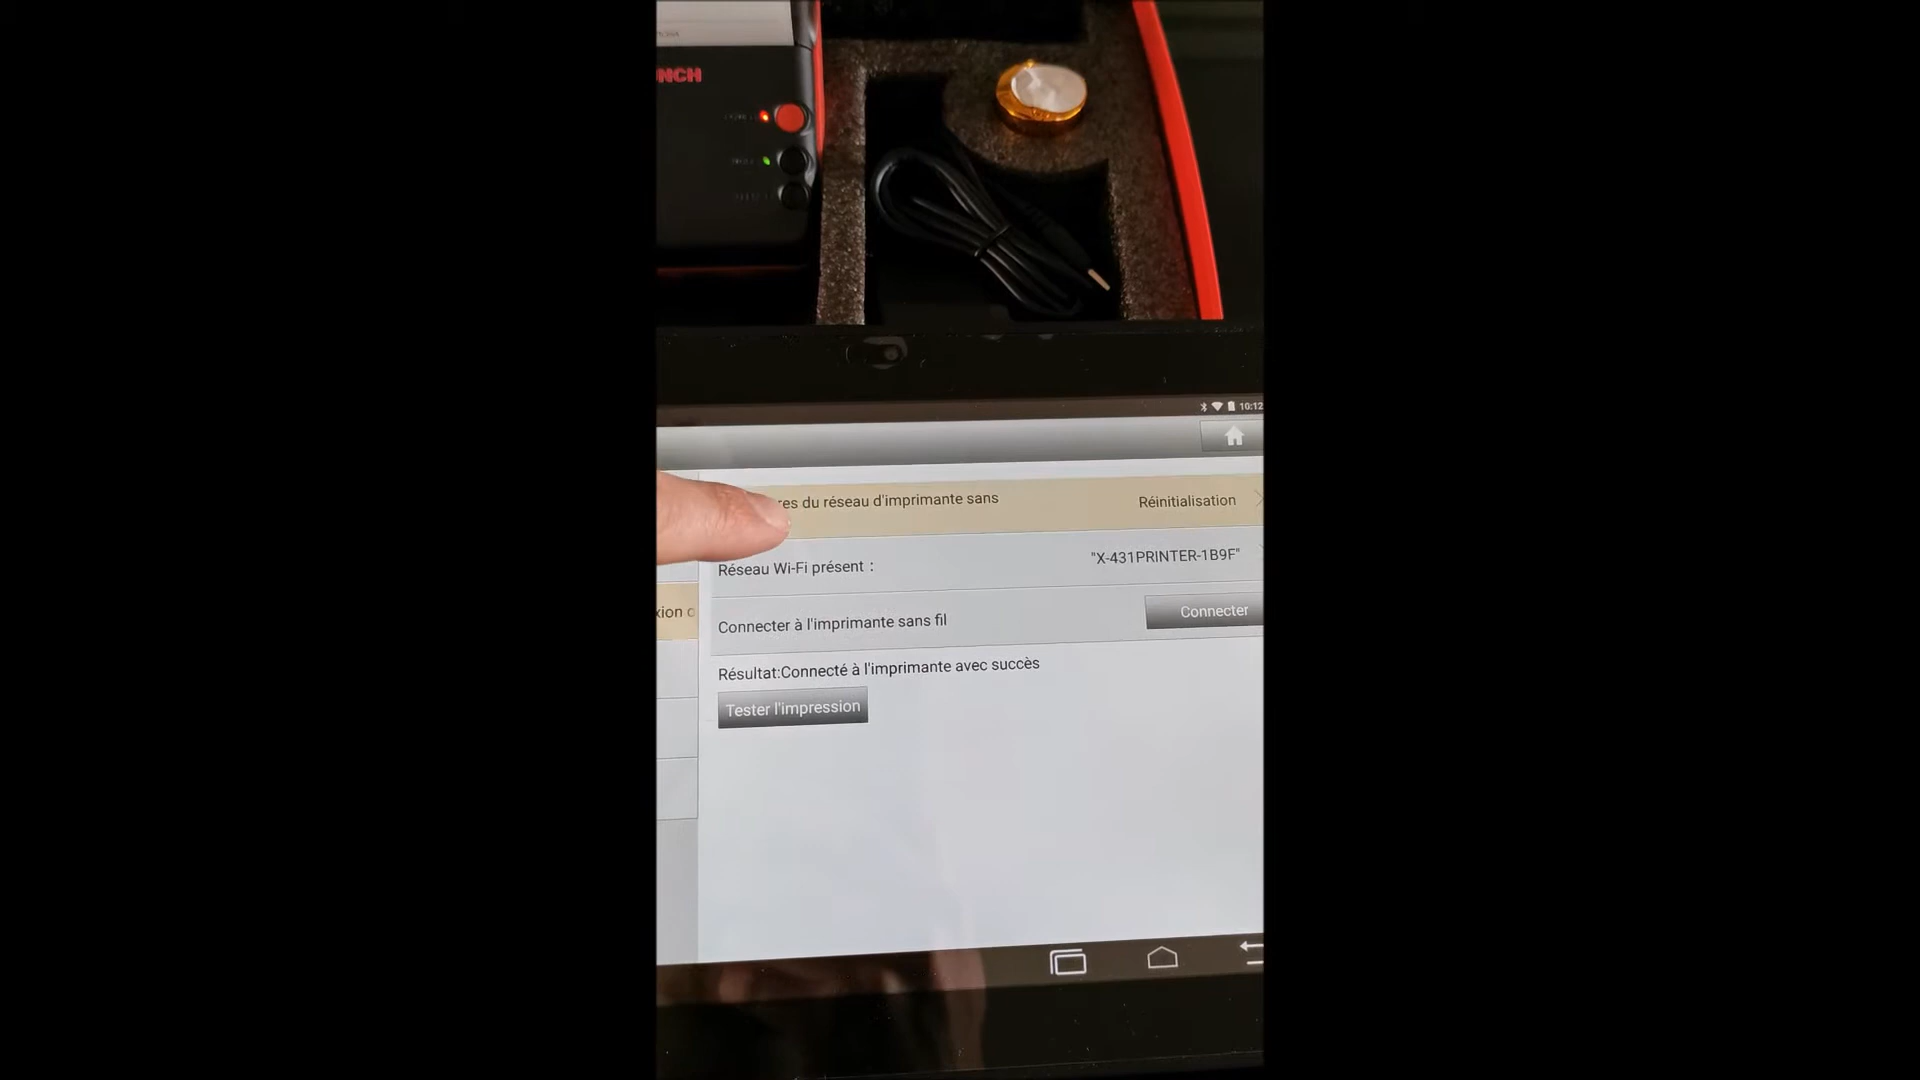 NCH
10:12
res du réseau d'imprimante sans
Réinitialisation
Réseau Wi-Fi présent :
"X-431PRINTER-1B9F"
xion d
Connecter à l'imprimante sans fil
Connecter
Résultat:Connecté à l'imprimante avec succès
Tester l'impression